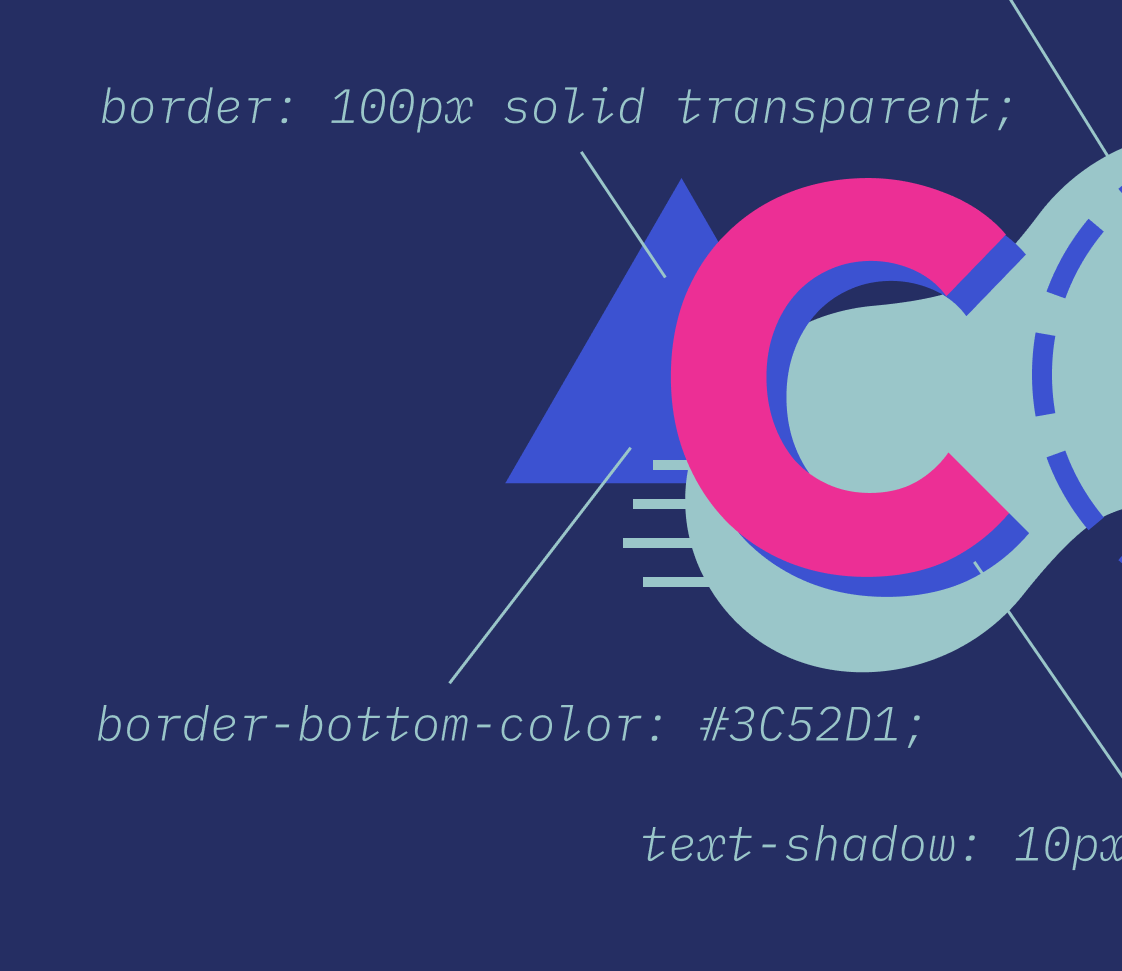 border: 100px solid transparent;
C
border-bottom-color: #3C52D1;
text-shadow: 10px